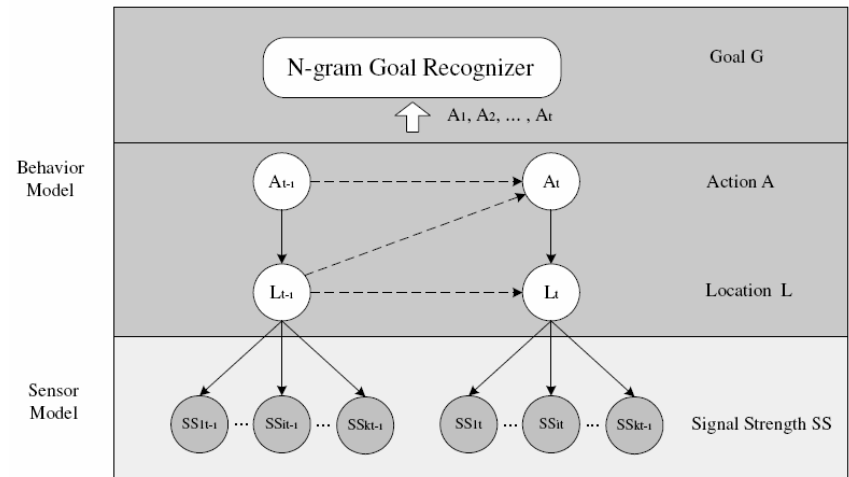 Goal G
N-gram Goal Recognizer
A1, A2, ... , At
Behavior
Model
At-1
At
Action A
Lt-1
Lt
Location L
Sensor
Model
SS1t-1 ... SSit-1 ... SSkt-1
SS1t ... SSit ... SSkt-1
Signal Strength SS